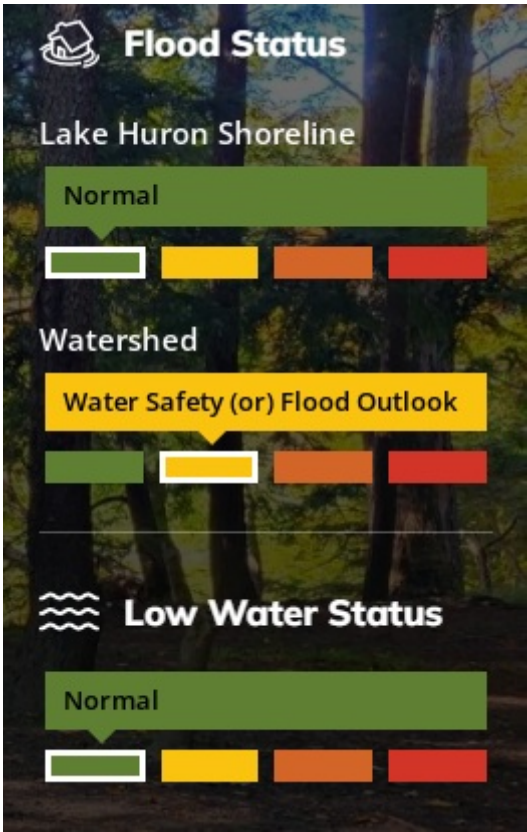 Flood Status
Lake Huron Shoreline
Normal
Watershed
Water Safety (or) Flood Outlook
Low Water Status
Normal